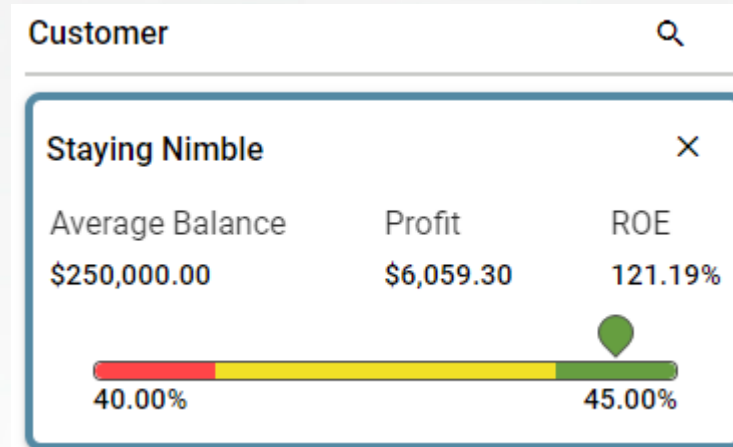 Customer
Staying Nimble
Average Balance Profit ROE
$250,000.00 $6,059.30 121.19%
40.00% 45.00%